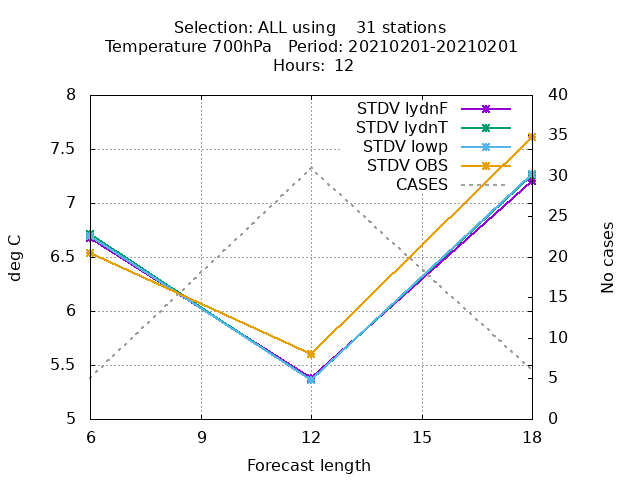 Selection: ALL using    31 stations
Temperature 700hPa   Period: 20210201-20210201
Hours: 12
8
40
STDV lydnF
STDV lydnT
STDV lowp
STDV OBS
CASES
7.5
7
6.5
6
5.5
5
35
30
25
20
15
10
5
0
deg C
No cases
6
9
12
15
18
Forecast length